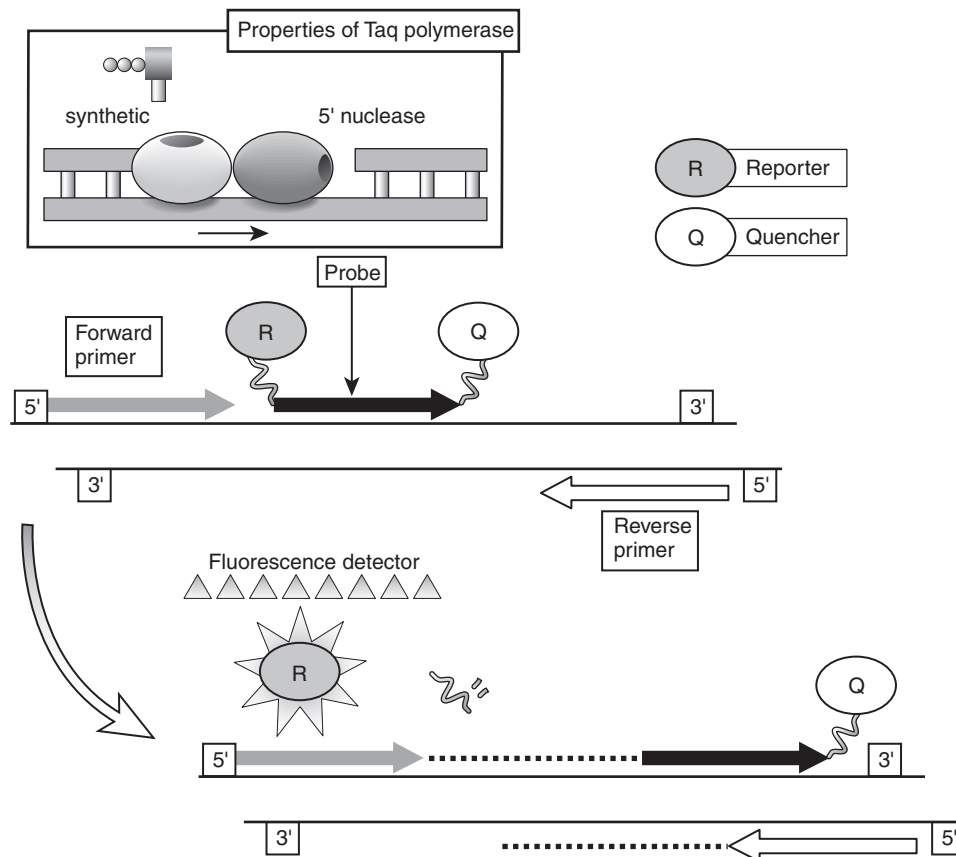 Properties of Taq polymerase
synthetic
5' nuclease
R
Reporter
Q
Quencher
Probe
Forward
primer
R
Q
5'
3'
3'
5'
Reverse
primer
Fluorescence detector
R
Q
5'
3'
3'
5'